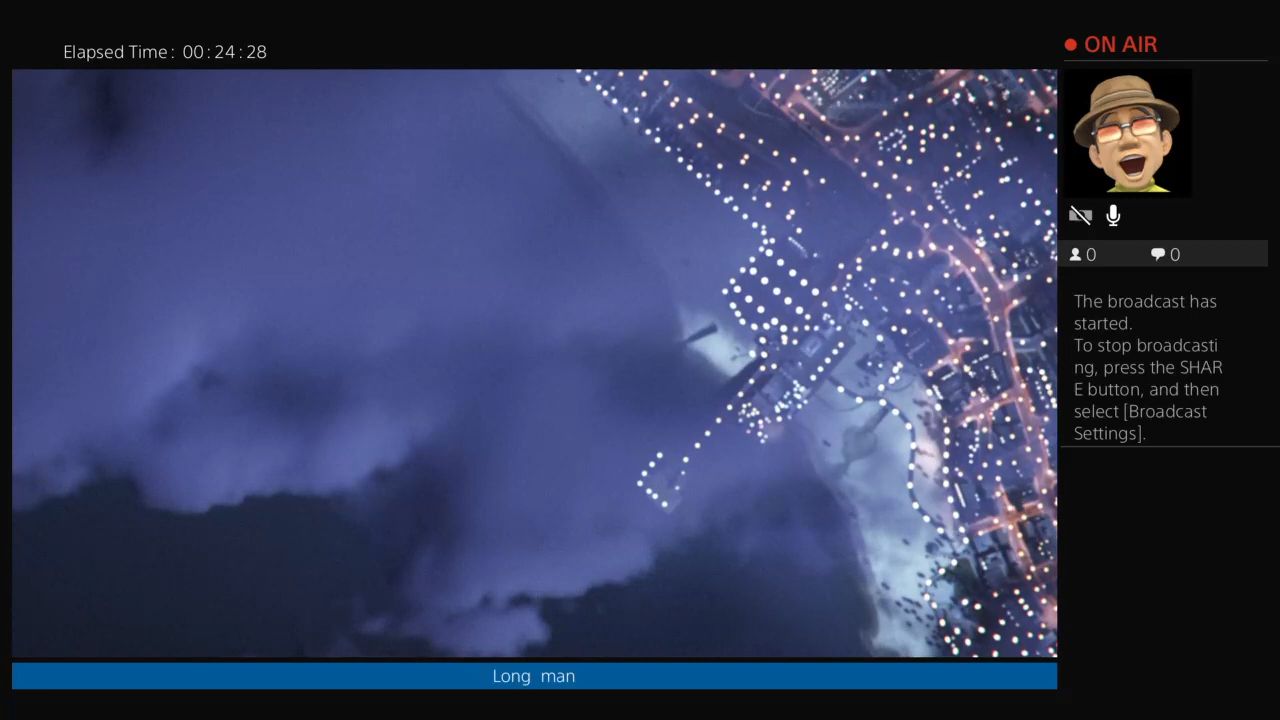 Elapsed Time: 00:24:28
ON AIR
0 0
The broadcast has
started.
To stop broadcasti
ng, press the SHAR
E button, and then
select [Broadcast
Settings].
Long man